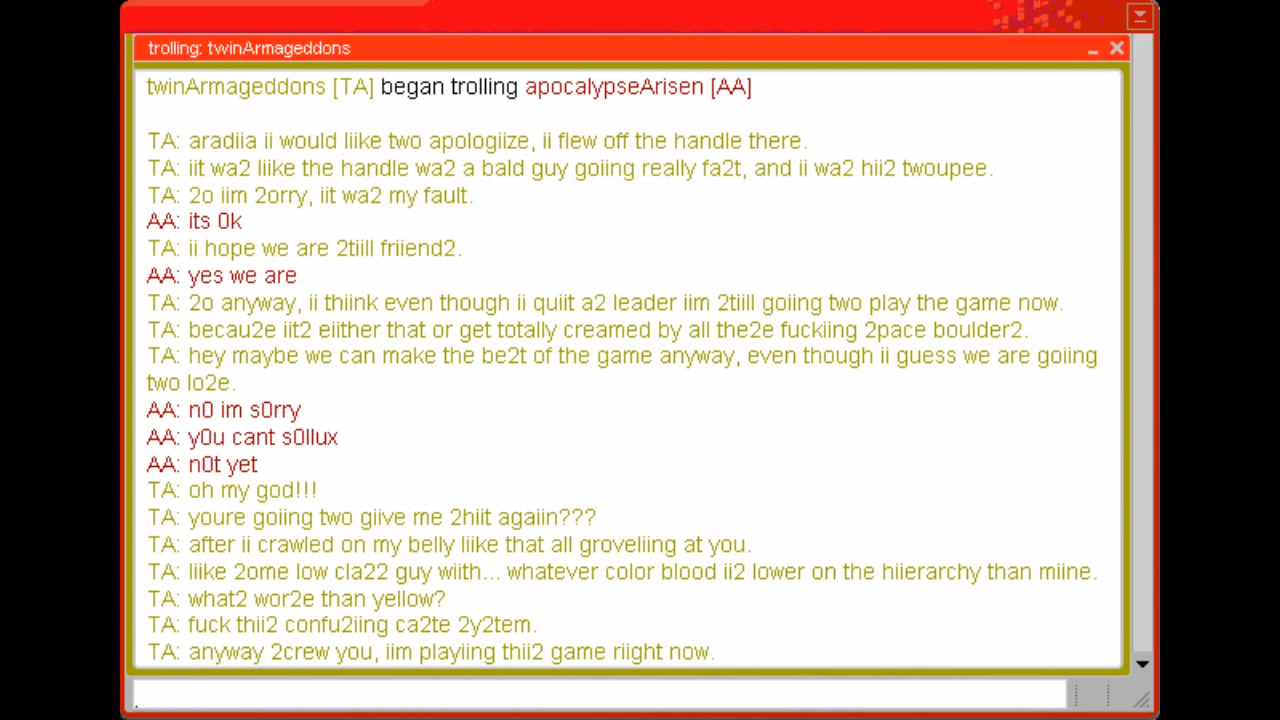 trolling: twinArmageddons
twinArmageddons [TA] began trolling apocalypseArisen [AA]
TA: aradiia ii would liike two apologiize, ii flew off the handle there.
TA: iit wa2 liike the handle wa2 a bald guy goiing really fa2t, and ii wa2 hii2 twoupee.
TA: 2o iim 2orry, iit wa2 my fault.
AA: its 0k
TA: ii hope we are 2tiill friiend2.
AA: yes we are
TA: 2o anyway, ii thiink even though ii quiit a2 leader iim 2tiill goiing two play the game now.
TA: becau2e iit2 eiither that or get totally creamed by all the2e fuckiing 2pace boulder2.
TA: hey maybe we can make the be2t of the game anyway, even though ii guess we are goiing
two lo2e.
AA: n0 im s0rry
AA: y0u cant s0llux
AA: n0t yet
TA: oh my god!!!
TA: youre goiing two giive me 2hiit agaiin???
TA: after ii crawled on my belly liike that all groveliing at you.
TA: liike 2ome low cla22 guy wiith... whatever color blood ii2 lower on the hiierarchy than miine.
TA: what2 wor2e than yellow?
TA: fuck thii2 confu2iing ca2te 2y2tem.
TA: anyway 2crew you, iim playiing thii2 game riight now.